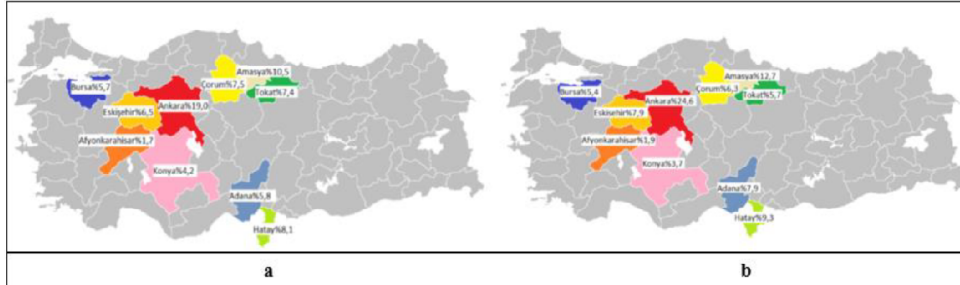 Amasya%10,5
Bursa%5,7
Çorum%7,5
Tokat%7,4
Ankara%19,0
Eskişehir%6,5
Afyonkarahisar%1,7
Konya%4,2
Adana%5,8
Hatay%8,1
a
Amasya%12,7
Bursa%5,4
Çorum%6,3
Tokat%5,7
Ankara%24,6
Eskisehir%7,9
Afyonkarahisar%1,9
Konya%3,7
Adana%7,9
Hatay%9,3
b